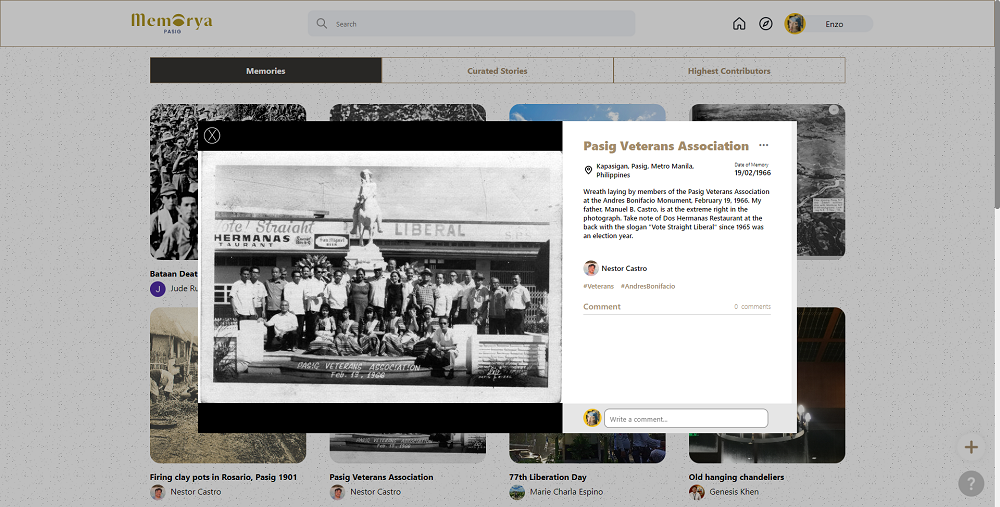 Memorya
PASIG
Search
Enzo
Memories
Curated Stories
Highest Contributors
X
Pasig Veterans Association
...
Kapasigan, Pasig, Metro Manila,
Philippines
Date of Memory
19/02/1966
Wreath laying by members of the Pasig Veterans Association
at the Andres Bonifacio Monument. February 19, 1966. My
father, Manuel B. Castro, is at the extreme right in the
photograph. Take note of Dos Hermanas Restaurant at the
back with the slogan "Vote Straight Liberal" since 1965 was
an election year.
Nestor Castro
#Veterans #AndresBonifacio
Comment
0 comments
Write a comment...
Vote! Straight LIBERAL
HERMANAS
TAURANT
PASIG VETERANS ASSOCIATION
FEB. 19, 1966
Bataan Deat
J
Jude Ru
Firing clay pots in Rosario, Pasig 1901
Nestor Castro
Pasig Veterans Association
Nestor Castro
77th Liberation Day
Marie Charla Espino
Old hanging chandeliers
Genesis Khen
+
?